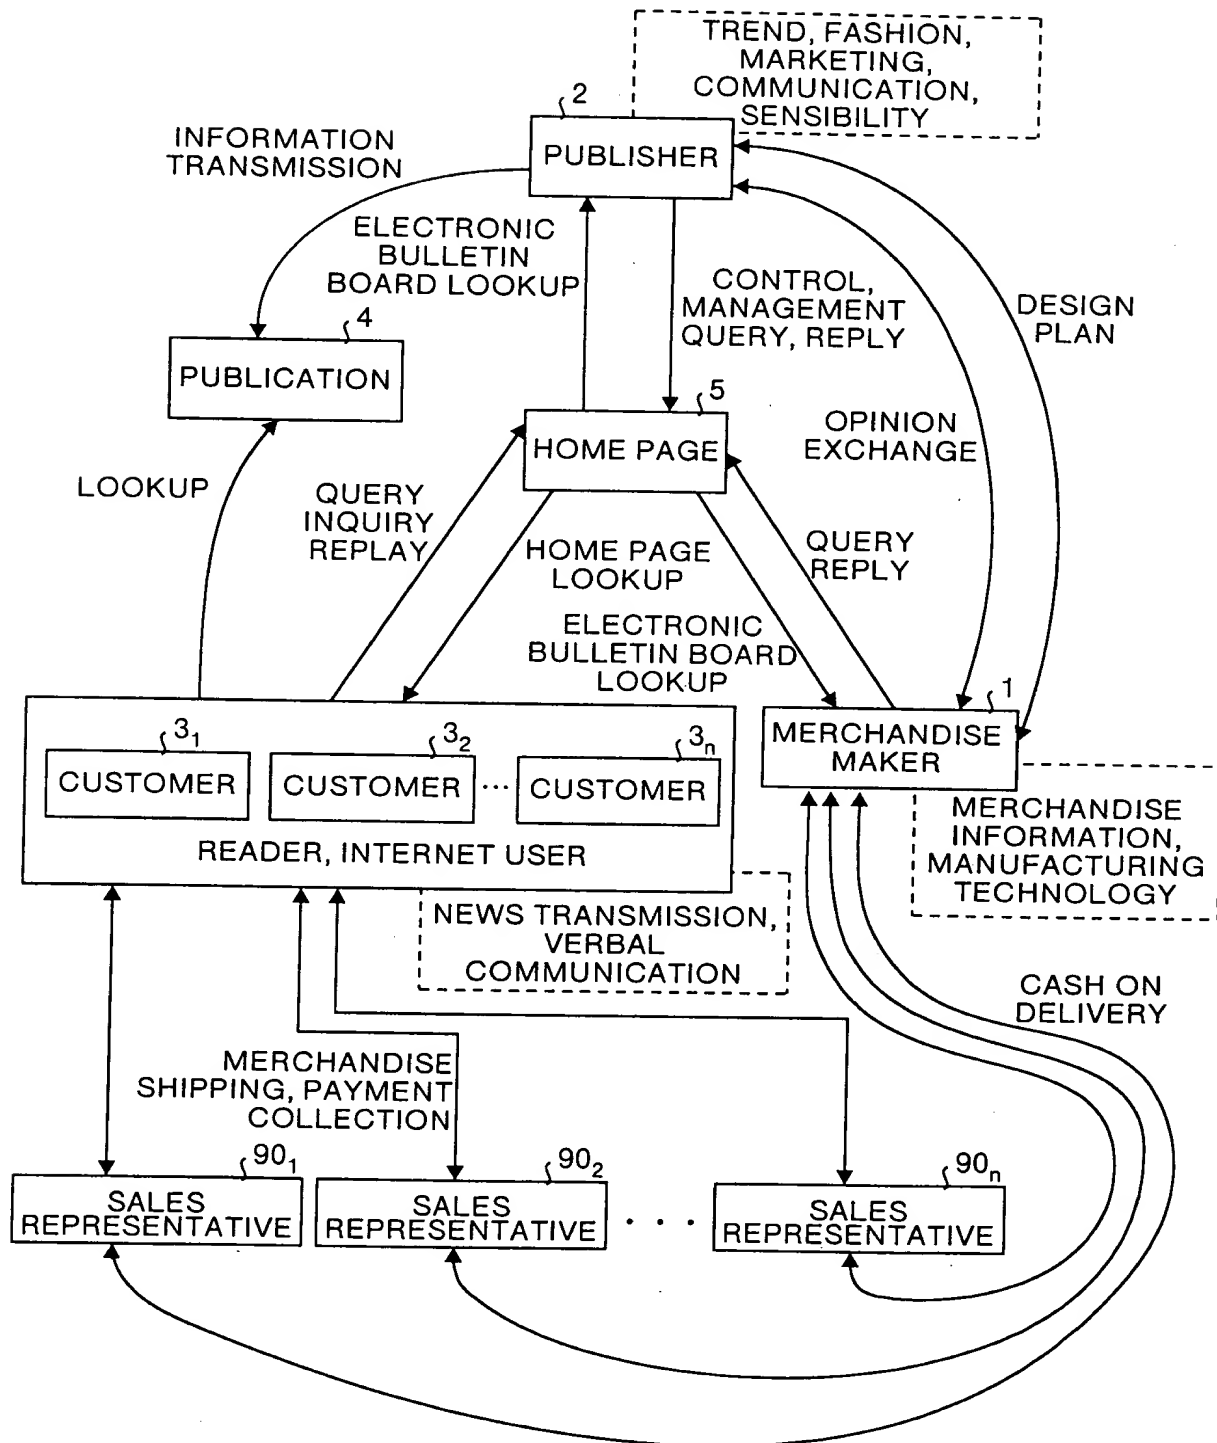 TREND, FASHION,
MARKETING,
COMMUNICATION,
SENSIBILITY
2
PUBLISHER
INFORMATION
TRANSMISSION
ELECTRONIC
BULLETIN
BOARD LOOKUP
CONTROL,
MANAGEMENT
QUERY, REPLY
DESIGN
PLAN
4
PUBLICATION
5
HOME PAGE
OPINION
EXCHANGE
LOOKUP
QUERY
INQUIRY
REPLAY
HOME PAGE
LOOKUP
QUERY
REPLY
ELECTRONIC
BULLETIN BOARD
LOOKUP
1
MERCHANDISE
MAKER
3₁
CUSTOMER
3₂
CUSTOMER
...
3ₙ
CUSTOMER
READER, INTERNET USER
MERCHANDISE
INFORMATION,
MANUFACTURING
TECHNOLOGY
NEWS TRANSMISSION,
VERBAL
COMMUNICATION
CASH ON
DELIVERY
MERCHANDISE
SHIPPING, PAYMENT
COLLECTION
90₁
SALES
REPRESENTATIVE
90₂
SALES
REPRESENTATIVE
. . . .
90ₙ
SALES
REPRESENTATIVE